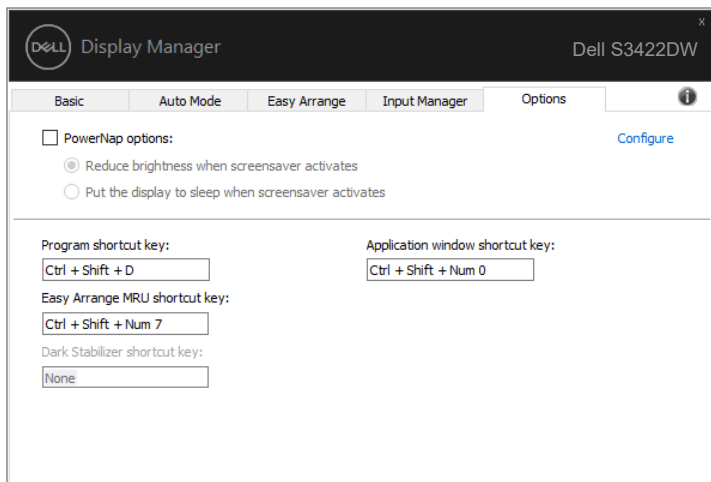 x
DELL Display Manager Dell S3422DW
Basic Auto Mode Easy Arrange Input Manager Options i
PowerNap options: Configure
Reduce brightness when screensaver activates
Put the display to sleep when screensaver activates
Program shortcut key: Application window shortcut key:
Ctrl + Shift + D Ctrl + Shift + Num 0
Easy Arrange MRU shortcut key:
Ctrl + Shift + Num 7
Dark Stabilizer shortcut key:
None